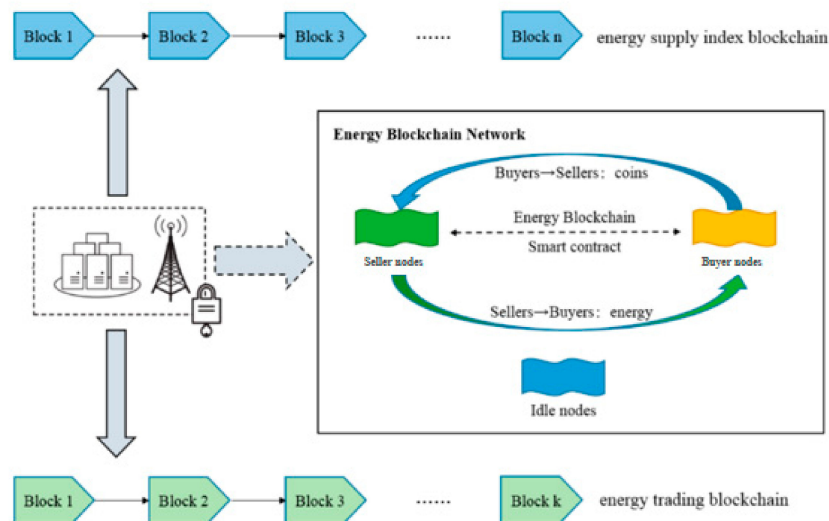 Block 1
Block 2
Block 3
......
Block n
energy supply index blockchain
Energy Blockchain Network
Buyers→Sellers: coins
Energy Blockchain
Smart contract
Seller nodes
Buyer nodes
Sellers→Buyers: energy
Idle nodes
Block 1
Block 2
Block 3
......
Block k
energy trading blockchain